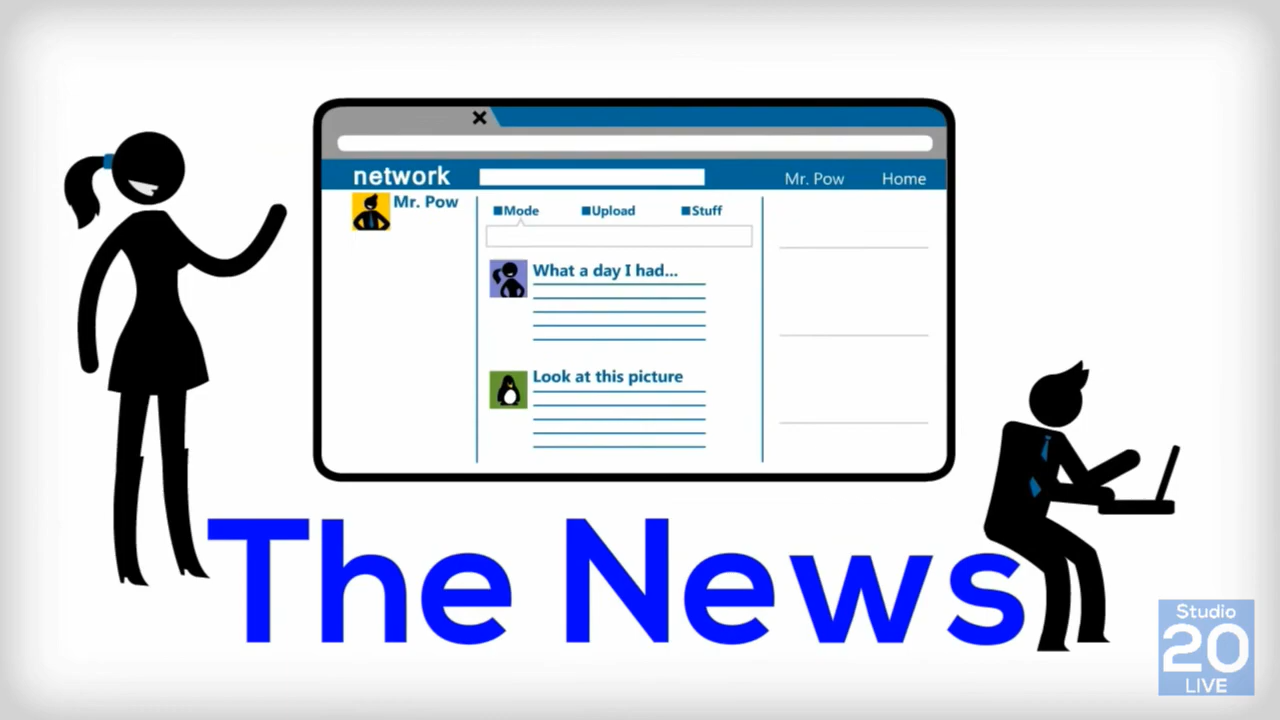 network
Mr. Pow
Home
Mr. Pow
Mode
Upload
Stuff
What a day I had...
Look at this picture
The News
Studio
20
LIVE